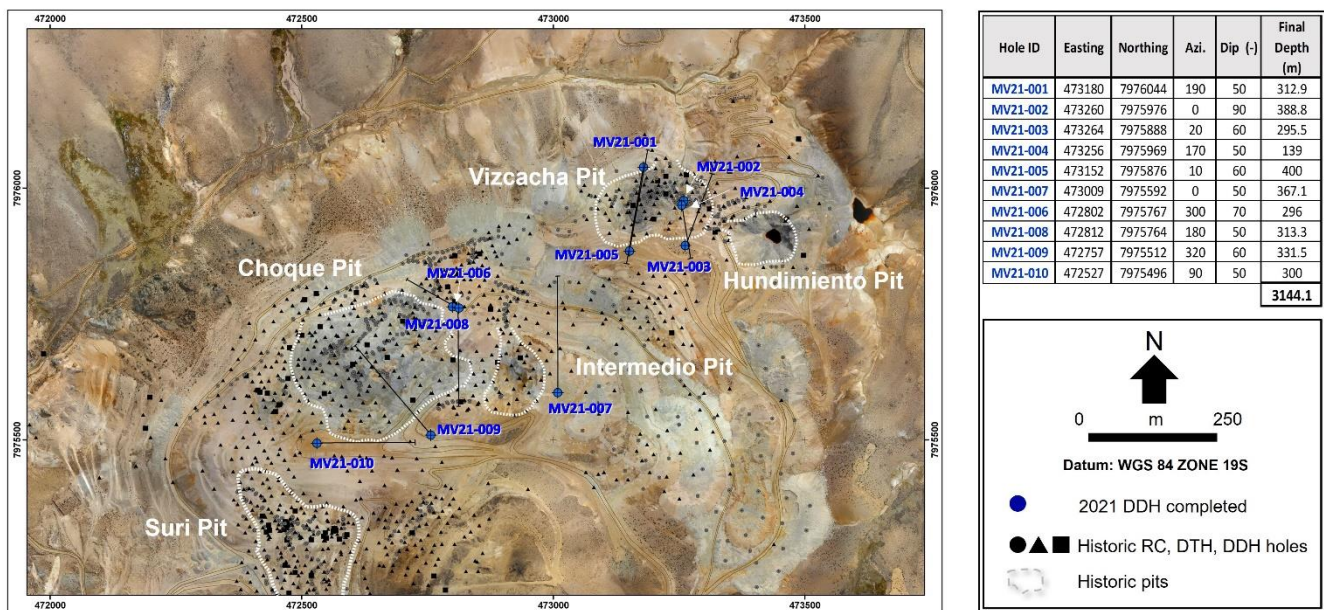 472000 472500 473000 473500
7976000 7976000
MV21-001
MV21-002
Vizcacha Pit
MV21-004
MV21-005
MV21-003
Choque Pit
MV21-006
Hundimiento Pit
MV21-008
Intermedio Pit
MV21-007
7975500 7975500
MV21-009
MV21-010
Suri Pit
472000 472500 473000 473500
Hole ID Easting Northing Azi. Dip (-) Final Depth (m)
MV21-001 473180 7976044 190 50 312.9
MV21-002 473260 7975976 0 90 388.8
MV21-003 473264 7975888 20 60 295.5
MV21-004 473256 7975969 170 50 139
MV21-005 473152 7975876 10 60 400
MV21-007 473009 7975592 0 50 367.1
MV21-006 472802 7975767 300 70 296
MV21-008 472812 7975764 180 50 313.3
MV21-009 472757 7975512 320 60 331.5
MV21-010 472527 7975496 90 50 300
3144.1
N
0 m 250
Datum: WGS 84 ZONE 19S
2021 DDH completed
Historic RC, DTH, DDH holes
Historic pits